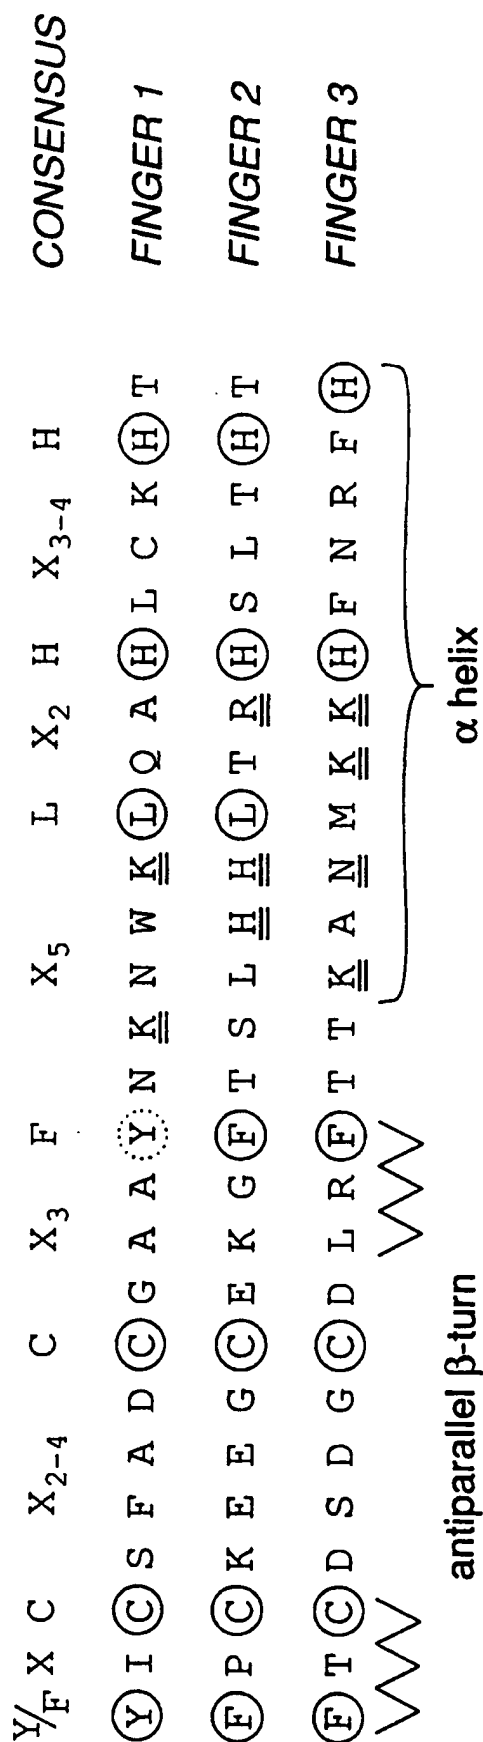 Y/F X C X₂₋₄ C X₃ F X₅ L X₂ H X₃₋₄ H CONSENSUS
Y I C S F A D C G A A Y N K N W K L Q A H L C K H T FINGER 1
F P C K E E G C E K G F T S L H H L T R H S L T H T FINGER 2
F T C D S D G C D L R F T T K A N M K K H F N R F H FINGER 3
antiparallel β-turn α helix